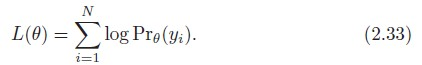 L(θ) = ∑_{i=1}^{N} log Pr_θ(y_i). (2.33)